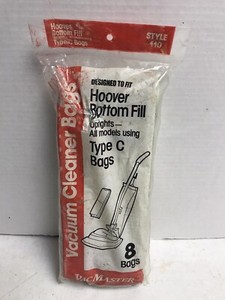 Hoover
Bottom Fill
Type C Bags
STYLE
110
DESIGNED TO FIT
Hoover
Bottom Fill
Uprights—
All models using
Type C
Bags
Vacuum Cleaner Bags
8
Bags
VacMaster